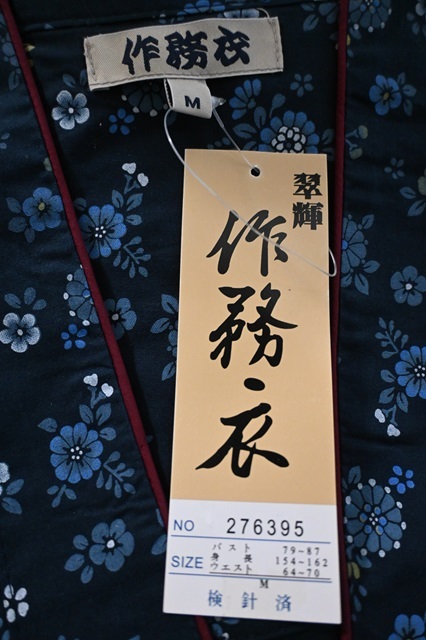 作務衣
M
翠輝
作務衣
NO 276395
バスト 79-87
SIZE 身長 154-162
ウエスト 64-70
M
検針済